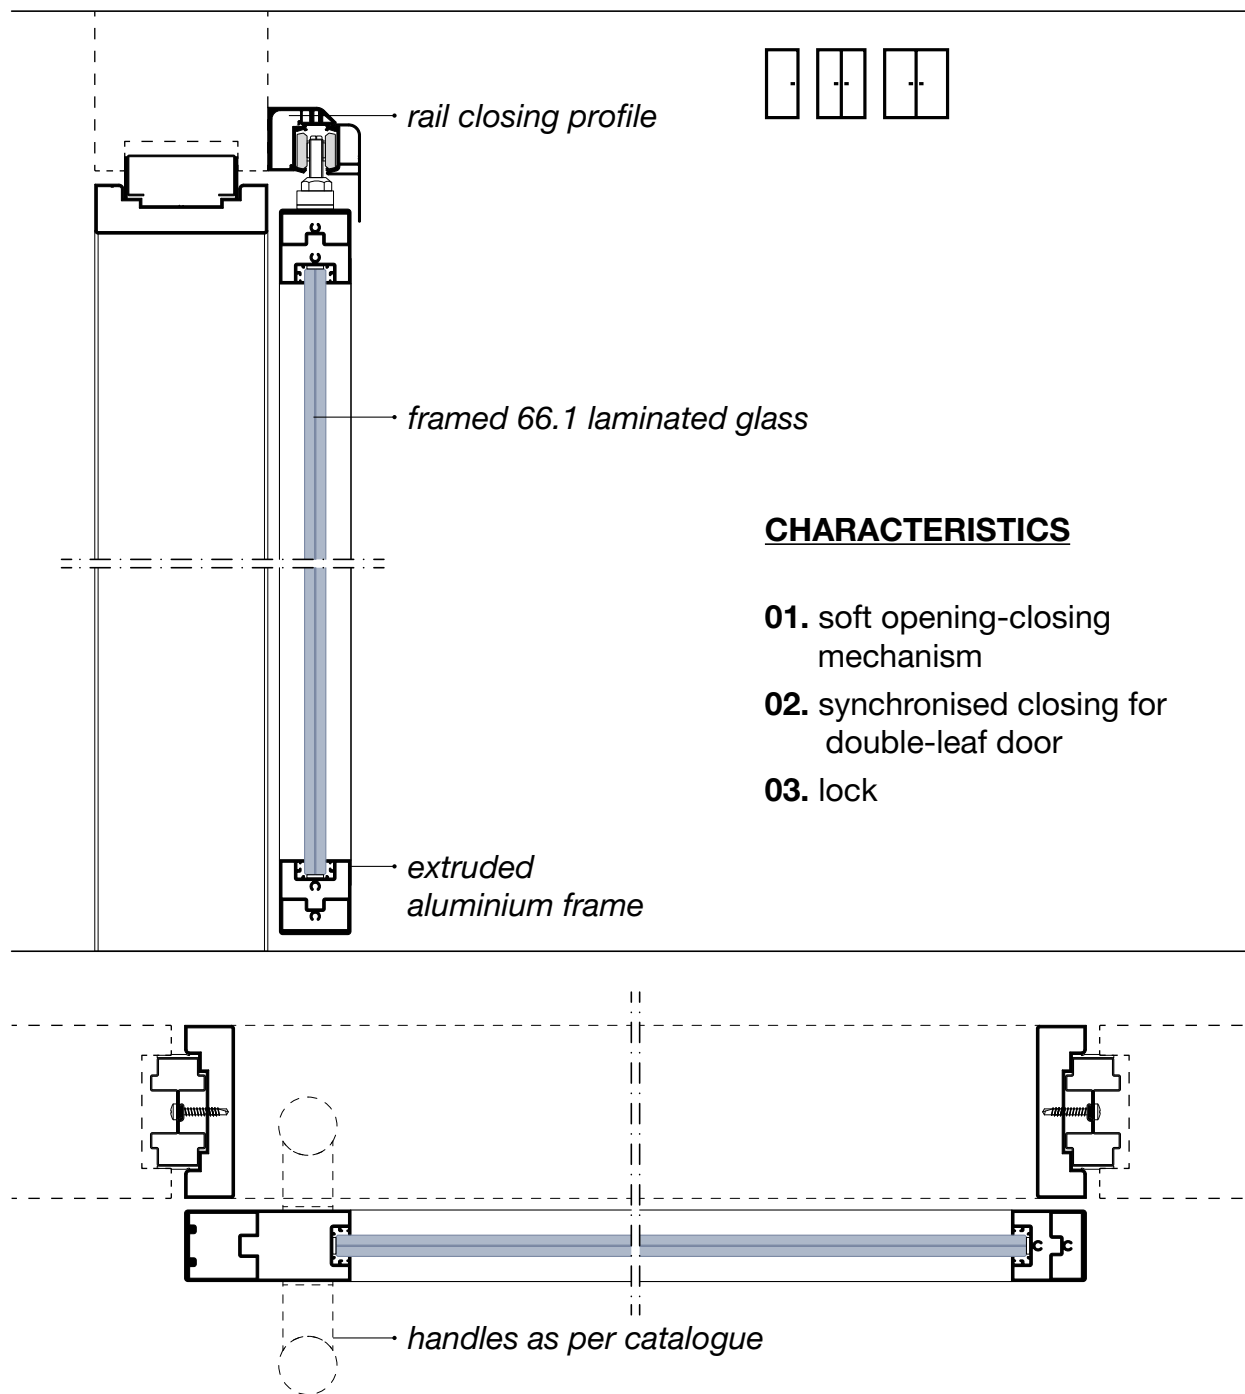 rail closing profile
framed 66.1 laminated glass
CHARACTERISTICS
01. soft opening-closing
mechanism
02. synchronised closing for
double-leaf door
03. lock
extruded
aluminium frame
handles as per catalogue